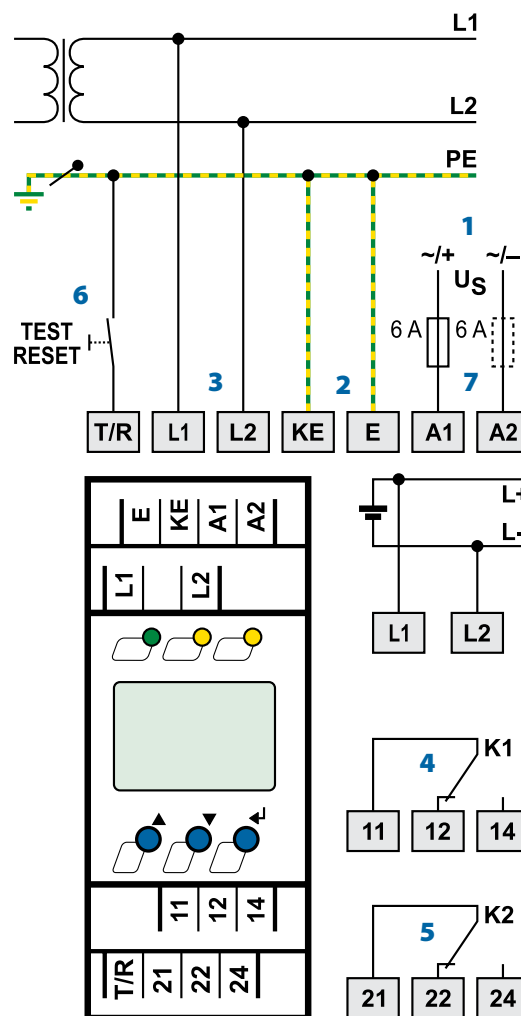 L1
L2
PE
1
~/+ ~/–
US
6
TEST
RESET
6 A 6 A
3 2 7
T/R L1 L2 KE E A1 A2
E KE A1 A2
L+
L-
L1 L2
L1 L2
K1
4
11 12 14
11 12 14
K2
5
T/R 21 22 24
21 22 24